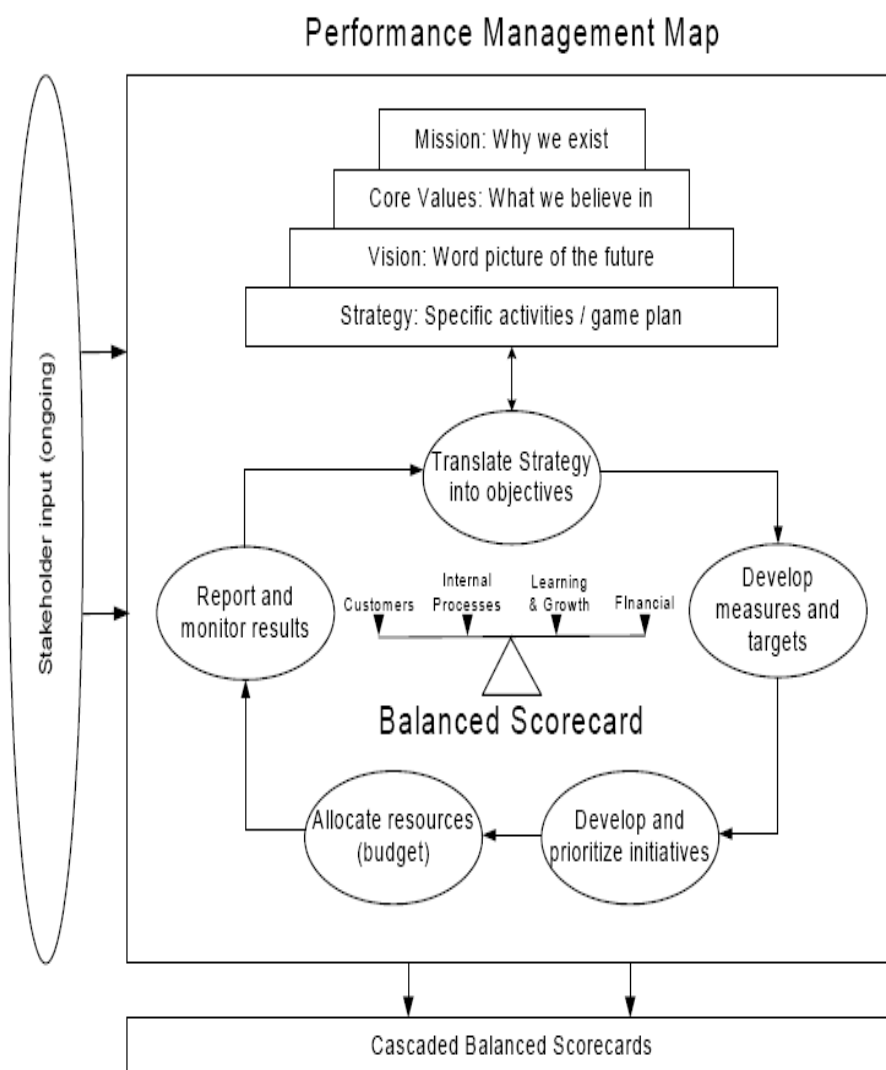 Performance Management Map
Mission: Why we exist
Core Values: What we believe in
Vision: Word picture of the future
Strategy: Specific activities / game plan
Stakeholder input (ongoing)
Translate Strategy
into objectives
Develop
measures and
targets
Develop and
prioritize initiatives
Allocate resources
(budget)
Report and
monitor results
Customers
Internal
Processes
Learning
& Growth
FInancial
Balanced Scorecard
Cascaded Balanced Scorecards